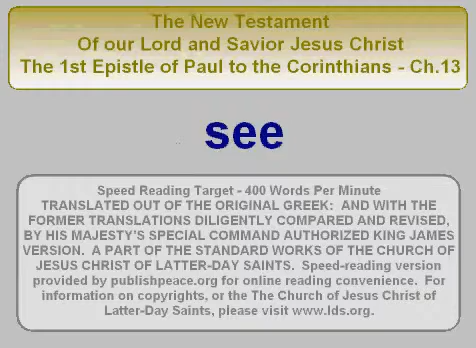 The New Testament
Of our Lord and Savior Jesus Christ
The 1st Epistle of Paul to the Corinthians - Ch.13
see
Speed Reading Target - 400 Words Per Minute
TRANSLATED OUT OF THE ORIGINAL GREEK:  AND WITH THE
FORMER TRANSLATIONS DILIGENTLY COMPARED AND REVISED,
BY HIS MAJESTY'S SPECIAL COMMAND AUTHORIZED KING JAMES
VERSION.  A PART OF THE STANDARD WORKS OF THE CHURCH OF
JESUS CHRIST OF LATTER-DAY SAINTS.  Speed-reading version
provided by publishpeace.org for online reading convenience.  For
information on copyrights, or the The Church of Jesus Christ of
Latter-Day Saints, please visit www.lds.org.